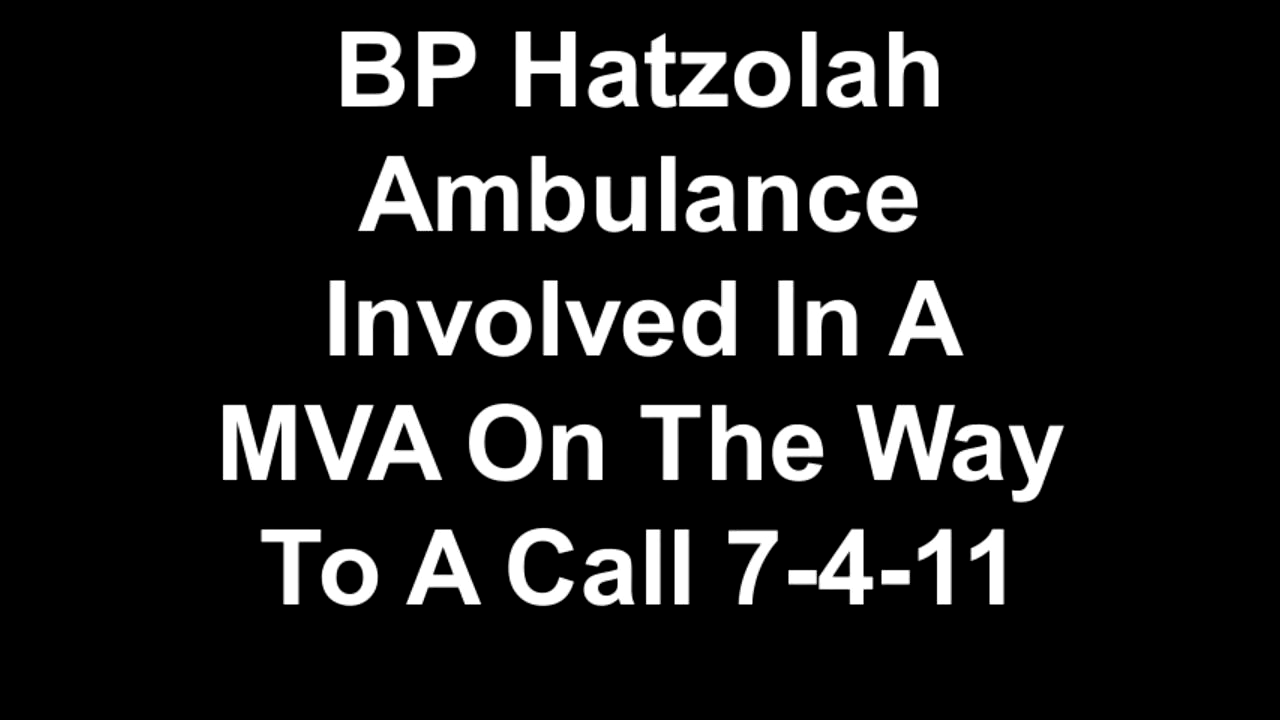 BP Hatzolah
Ambulance
Involved In A
MVA On The Way
To A Call 7-4-11